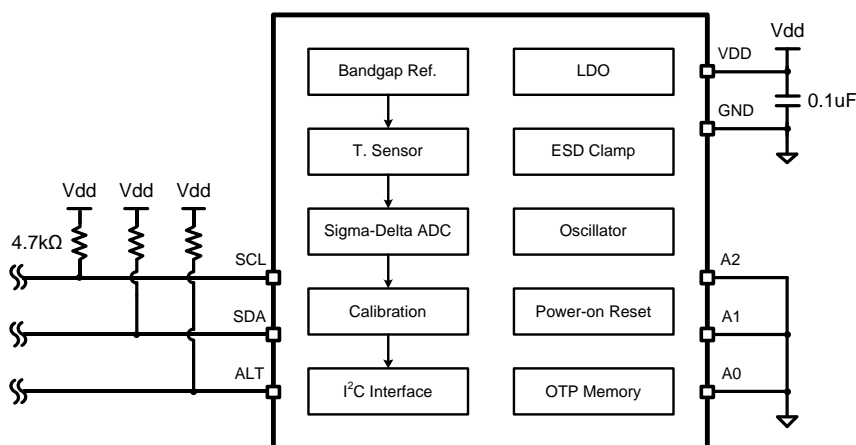 Vdd
Bandgap Ref.
LDO
VDD
0.1uF
GND
T. Sensor
ESD Clamp
Vdd
Vdd
Vdd
4.7kΩ
Sigma-Delta ADC
Oscillator
SCL
A2
SDA
Calibration
Power-on Reset
A1
ALT
I²C Interface
OTP Memory
A0